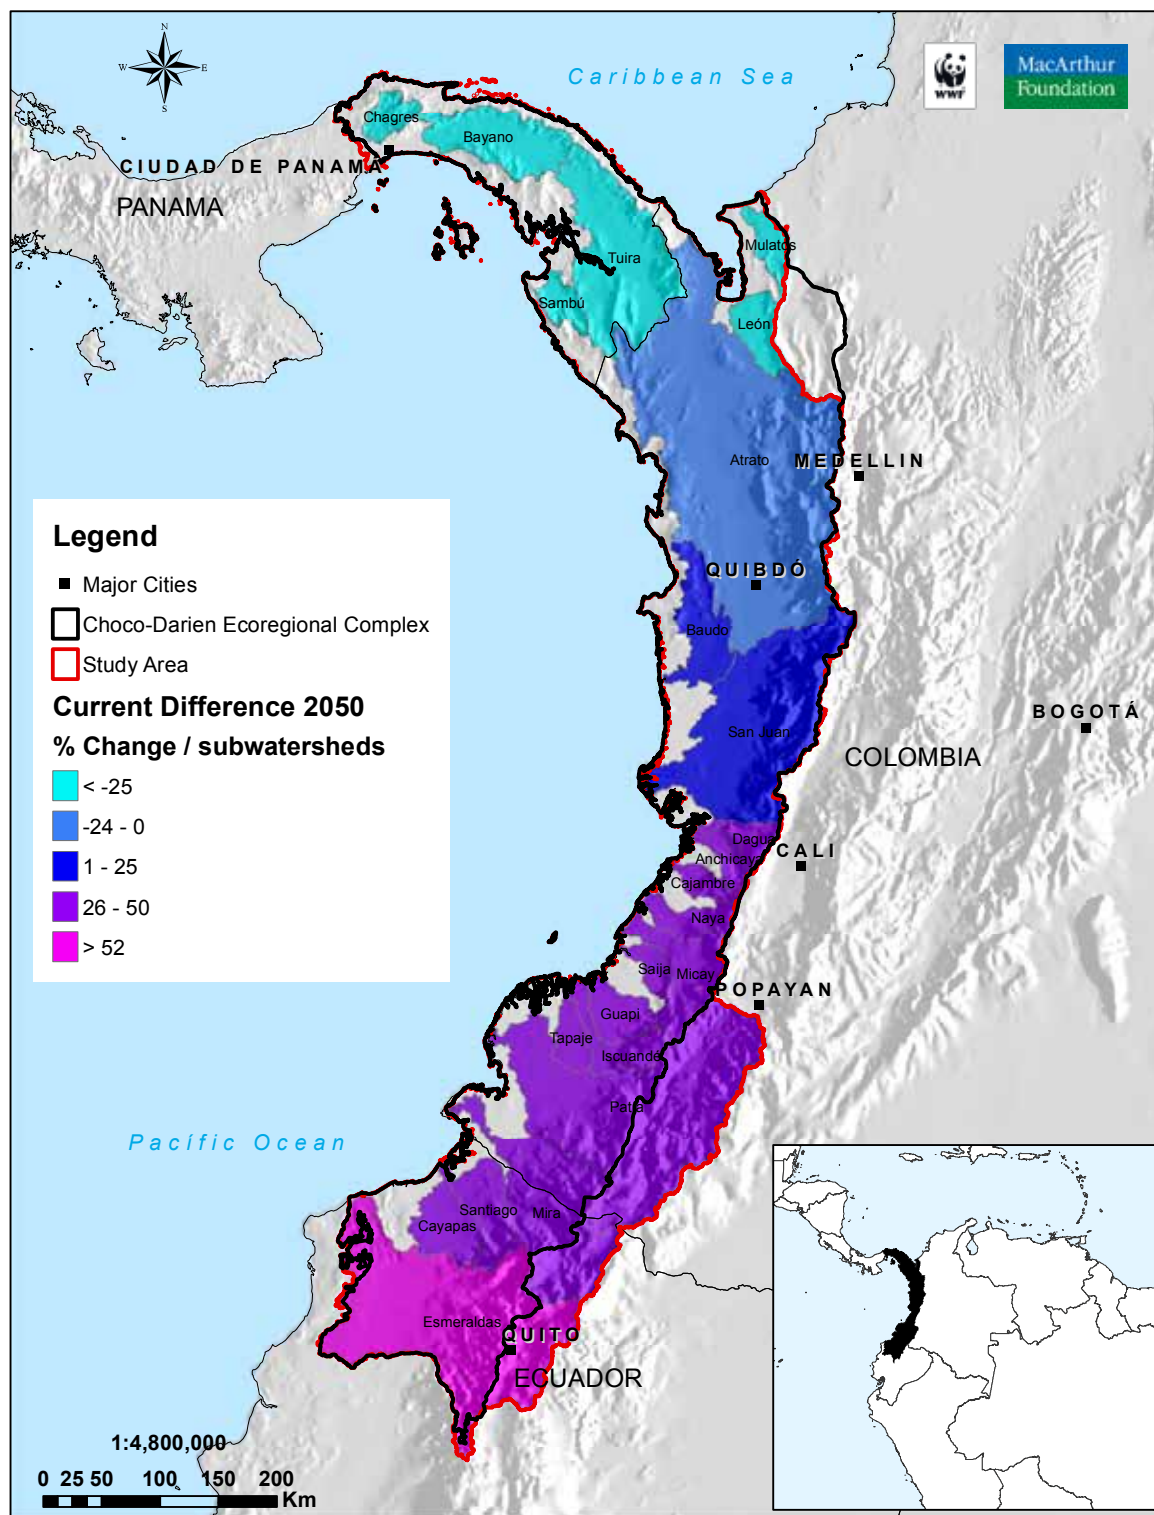 N
W
E
S
Caribbean Sea
WWF
MacArthur
Foundation
Chagres
Bayano
CIUDAD DE PANAMA
PANAMA
Mulatos
Tuira
Sambú
León
Atrato
MEDELLIN
Legend
Major Cities
Choco-Darien Ecoregional Complex
Study Area
Current Difference 2050
% Change / subwatersheds
< -25
-24 - 0
1 - 25
26 - 50
> 52
QUIBDÓ
Baudo
San Juan
BOGOTÁ
COLOMBIA
Dagua
CALI
Anchicaya
Cajambre
Naya
Saija
Micay
POPAYAN
Guapi
Tapaje
Iscuandé
Patía
Pacífic Ocean
Santiago
Mira
Cayapas
Esmeraldas
QUITO
ECUADOR
1:4,800,000
0 25 50 100 150 200
Km